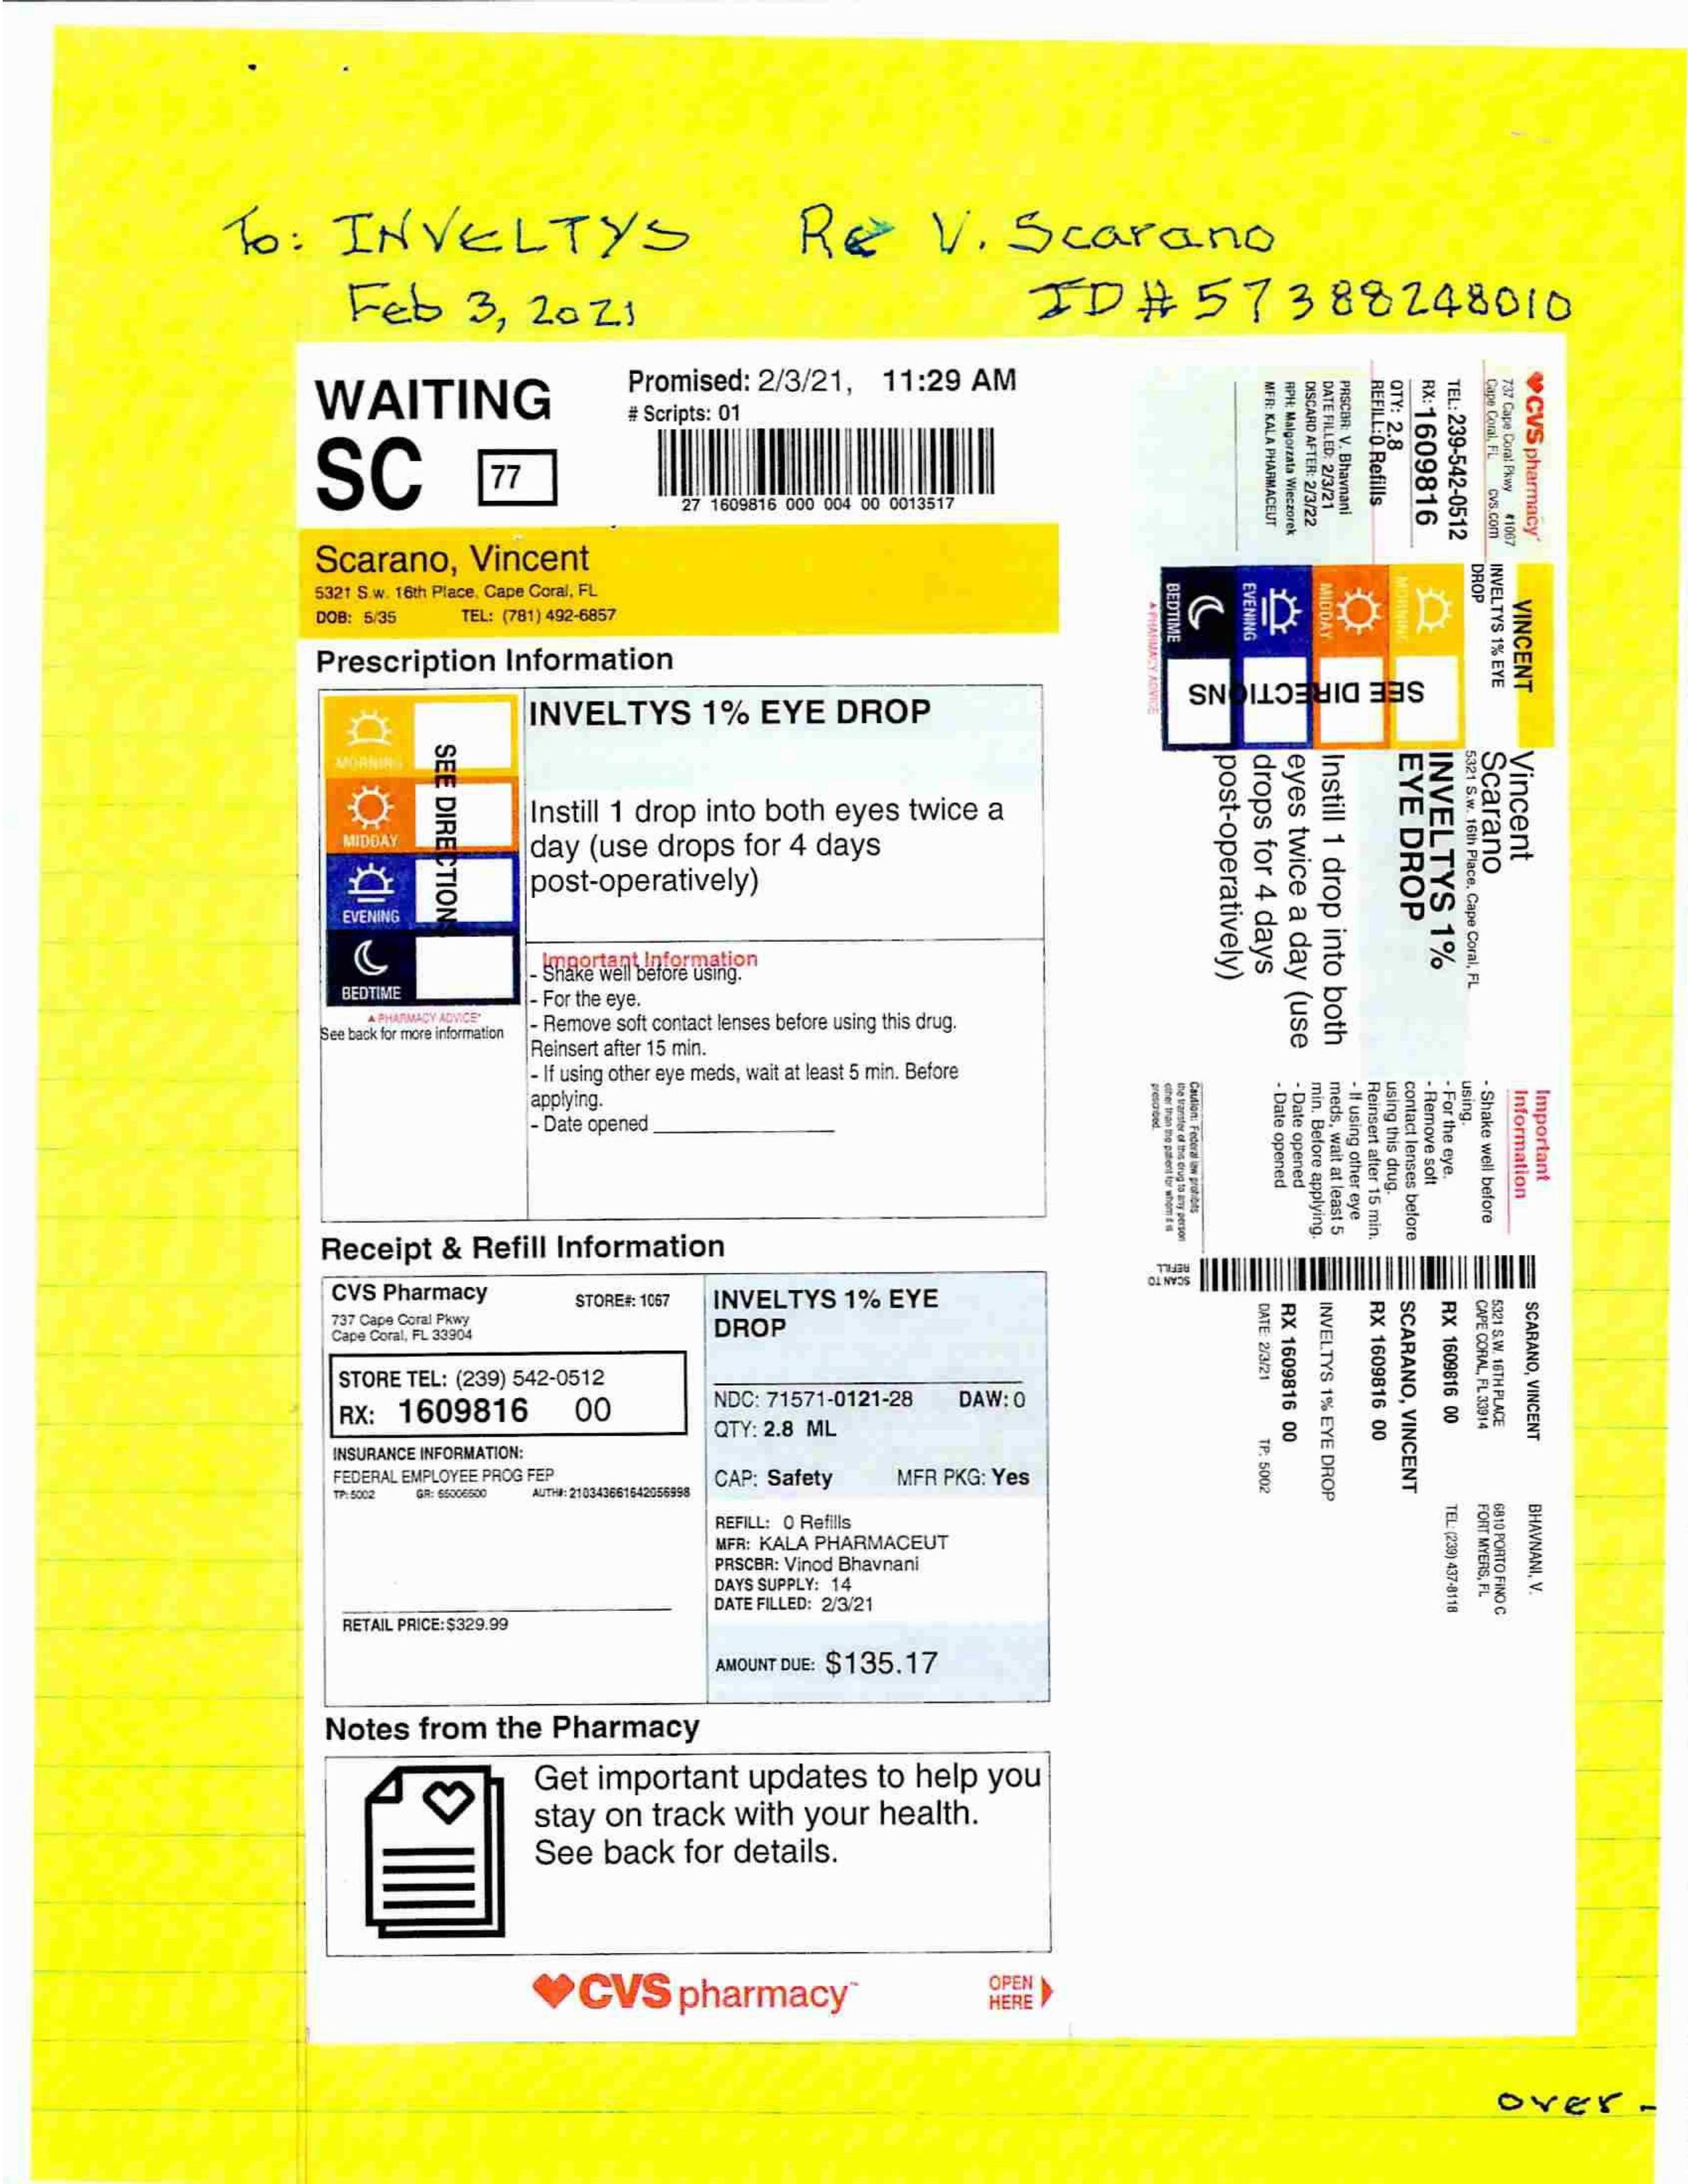 To: INVELTYS Re V. Scarano
Feb 3, 2021 ID # 57388248010
WAITING
SC
77
Promised: 2/3/21, 11:29 AM
# Scripts: 01
27 1609816 000 004 00 0013517
Scarano, Vincent
5321 S.w. 16th Place, Cape Coral, FL
DOB: 5/35 TEL: (781) 492-6857
Prescription Information
MORNING
MIDDAY
EVENING
BEDTIME
SEE DIRECTION
A PHARMACY ADVICE
See back for more information
INVELTYS 1% EYE DROP
Instill 1 drop into both eyes twice a
day (use drops for 4 days
post-operatively)
Important Information
- Shake well before using.
- For the eye.
- Remove soft contact lenses before using this drug.
Reinsert after 15 min.
- If using other eye meds, wait at least 5 min. Before
applying.
- Date opened
Receipt & Refill Information
CVS Pharmacy STORE#: 1067
737 Cape Coral Pkwy
Cape Coral, FL 33904
STORE TEL: (239) 542-0512
RX: 1609816 00
INSURANCE INFORMATION:
FEDERAL EMPLOYEE PROG FEP
TP: 5002 GR: 65006500 AUTH#: 210343661642056998
RETAIL PRICE: $329.99
INVELTYS 1% EYE
DROP
NDC: 71571-0121-28 DAW: 0
QTY: 2.8 ML
CAP: Safety MFR PKG: Yes
REFILL: 0 Refills
MFR: KALA PHARMACEUT
PRSCBR: Vinod Bhavnani
DAYS SUPPLY: 14
DATE FILLED: 2/3/21
AMOUNT DUE: $135.17
Notes from the Pharmacy
Get important updates to help you
stay on track with your health.
See back for details.
CVS pharmacy
OPEN
HERE
CVS pharmacy
737 Cape Coral Pkwy #1067
Cape Coral, FL CVS.com
TEL: 239-542-0512
RX: 1609816
QTY: 2.8
REFILL: 0 Refills
PRSCBR: V. Bhavnani
DATE FILLED: 2/3/21
DISCARD AFTER: 2/3/22
RPH: Malgorzata Wieczorek
MFR: KALA PHARMACEUT
VINCENT
INVELTYS 1% EYE
DROP
MORNING
MIDDAY
EVENING
BEDTIME
SEE DIRECTIONS
A PHARMACY ADVICE
Vincent
Scarano
5321 S.w. 16th Place, Cape Coral, FL
INVELTYS 1%
EYE DROP
Instill 1 drop into both
eyes twice a day (use
drops for 4 days
post-operatively)
Important
Information
- Shake well before
using.
- For the eye.
- Remove soft
contact lenses before
using this drug.
Reinsert after 15 min.
- If using other eye
meds, wait at least 5
min. Before applying.
- Date opened
- Date opened
Caution: Federal law prohibits
the transfer of this drug to any person
other than the patient for whom it is
prescribed.
SCAN TO
REFILL
SCARANO, VINCENT
5321 S.W. 16TH PLACE
CAPE CORAL, FL 33914
RX 1609816 00
SCARANO, VINCENT
RX 1609816 00
INVELTYS 1% EYE DROP
RX 1609816 00
DATE: 2/3/21 TP: 5002
BHAVNANI, V.
6810 PORTO FINO C
FORT MYERS, FL
TEL: (239) 437-8118
over -